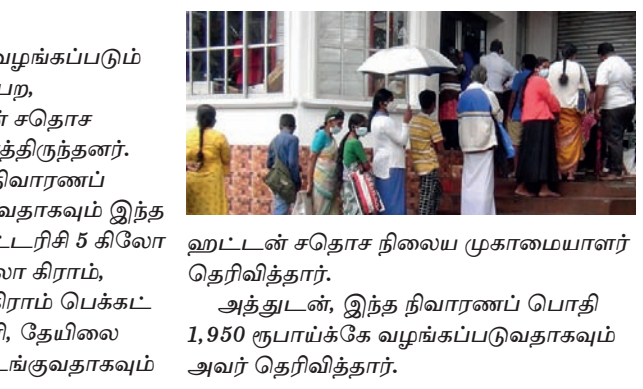 வழங்கப்படும்
சதொச
த்திருந்தனர்.
நிவாரணப்
வதாகவும் இந்த
ட்டரிசி 5 கிலோ
லா கிராம்,
கிராம் பெக்கட்
ரி, தேயிலை
டங்குவதாகவும்
ஹட்டன் சதொச நிலைய முகாமையாளர்
தெரிவித்தார்.
அத்துடன், இந்த நிவாரணப் பொதி
1,950 ரூபாய்க்கே வழங்கப்படுவதாகவும்
அவர் தெரிவித்தார்.